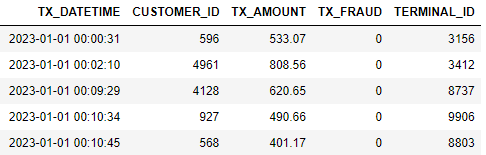 TX_DATETIME CUSTOMER_ID TX_AMOUNT TX_FRAUD TERMINAL_ID
2023-01-01 00:00:31 596 533.07 0 3156
2023-01-01 00:02:10 4961 808.56 0 3412
2023-01-01 00:09:29 4128 620.65 0 8737
2023-01-01 00:10:34 927 490.66 0 9906
2023-01-01 00:10:45 568 401.17 0 8803